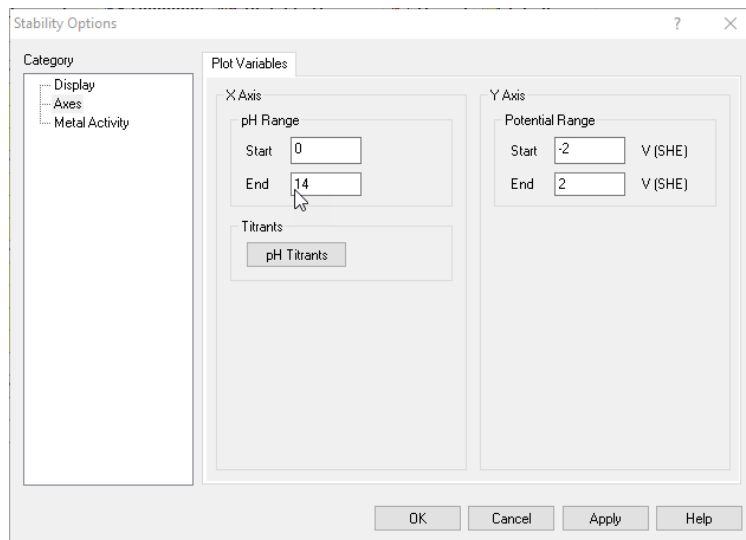 Stability Options
?
Category
Display
Axes
Metal Activity
Plot Variables
X Axis
pH Range
Start 0
End 14
Titrants
pH Titrants
Y Axis
Potential Range
Start -2 V (SHE)
End 2 V (SHE)
OK Cancel Apply Help